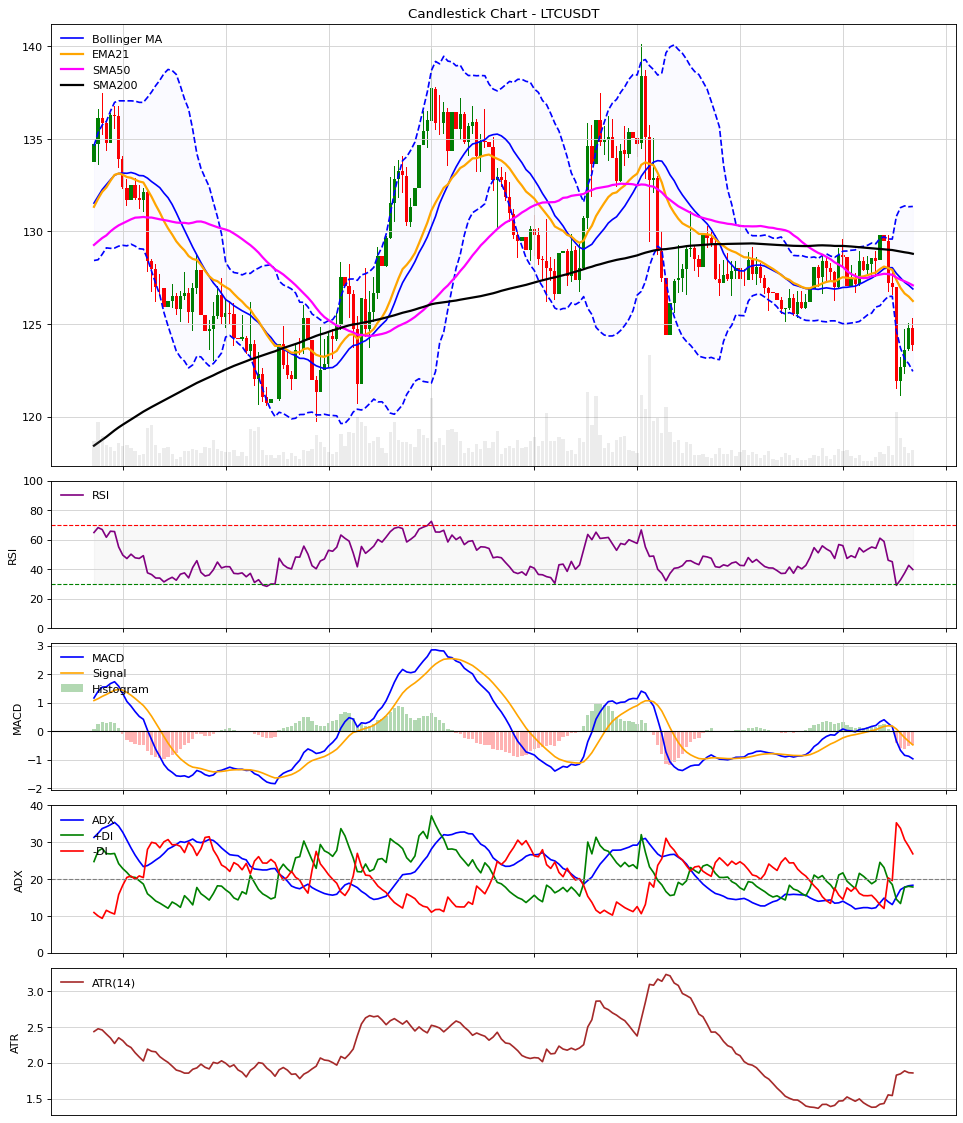 Candlestick Chart - LTCUSDT
Bollinger MA
EMA21
SMA50
SMA200
140
135
130
125
120
RSI
RSI
100
80
60
40
20
0
MACD
Signal
Histogram
MACD
3
2
1
0
−1
−2
ADX
+DI
-DI
ADX
40
30
20
10
0
ATR(14)
ATR
3.0
2.5
2.0
1.5